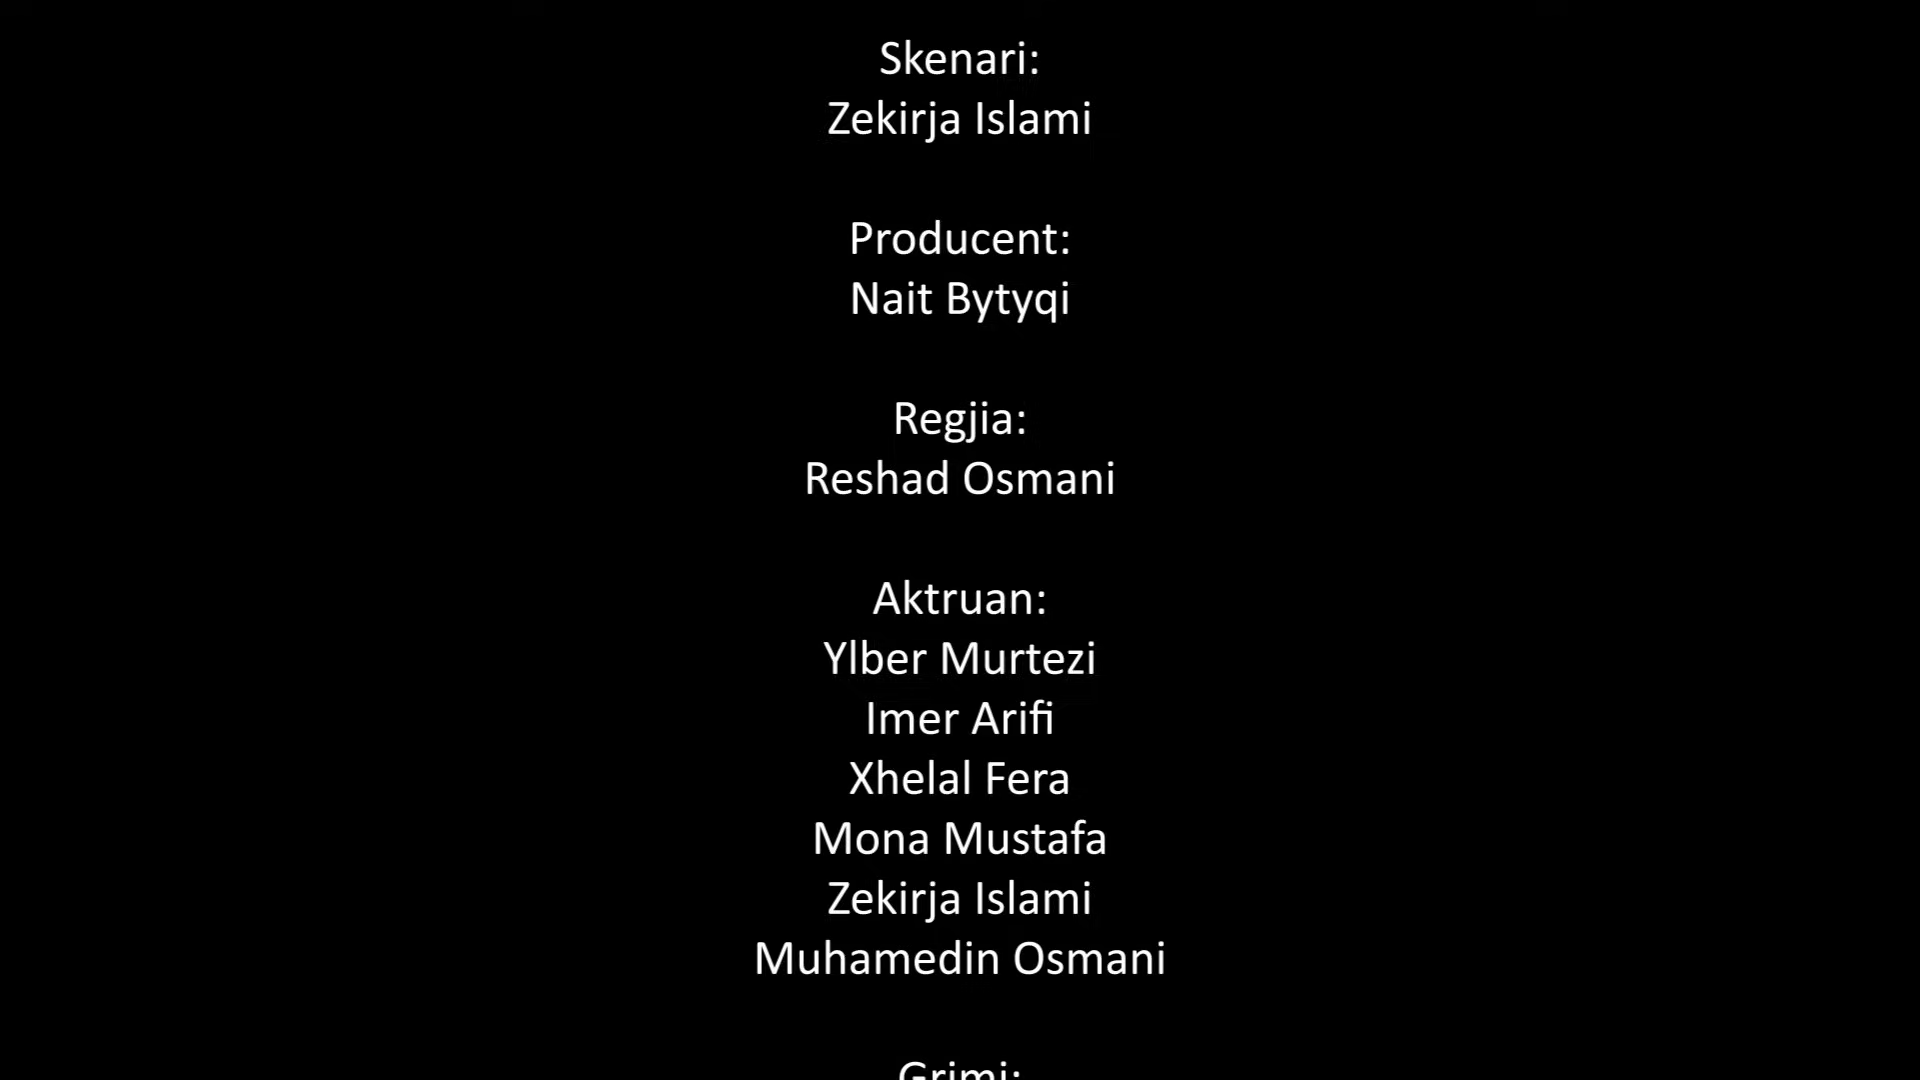 Skenari:
Zekirja Islami
Producent:
Nait Bytyqi
Regjia:
Reshad Osmani
Aktruan:
Ylber Murtezi
Imer Arifi
Xhelal Fera
Mona Mustafa
Zekirja Islami
Muhamedin Osmani
Grimi: